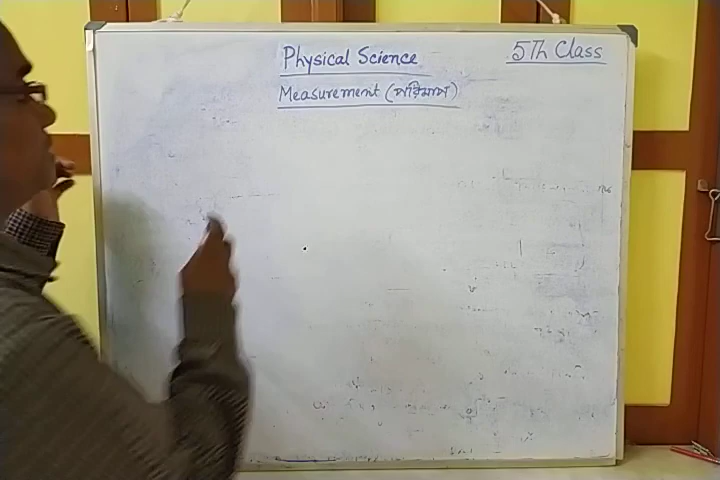 Physical Science
5Th Class
Measurement (পরিমাপ)